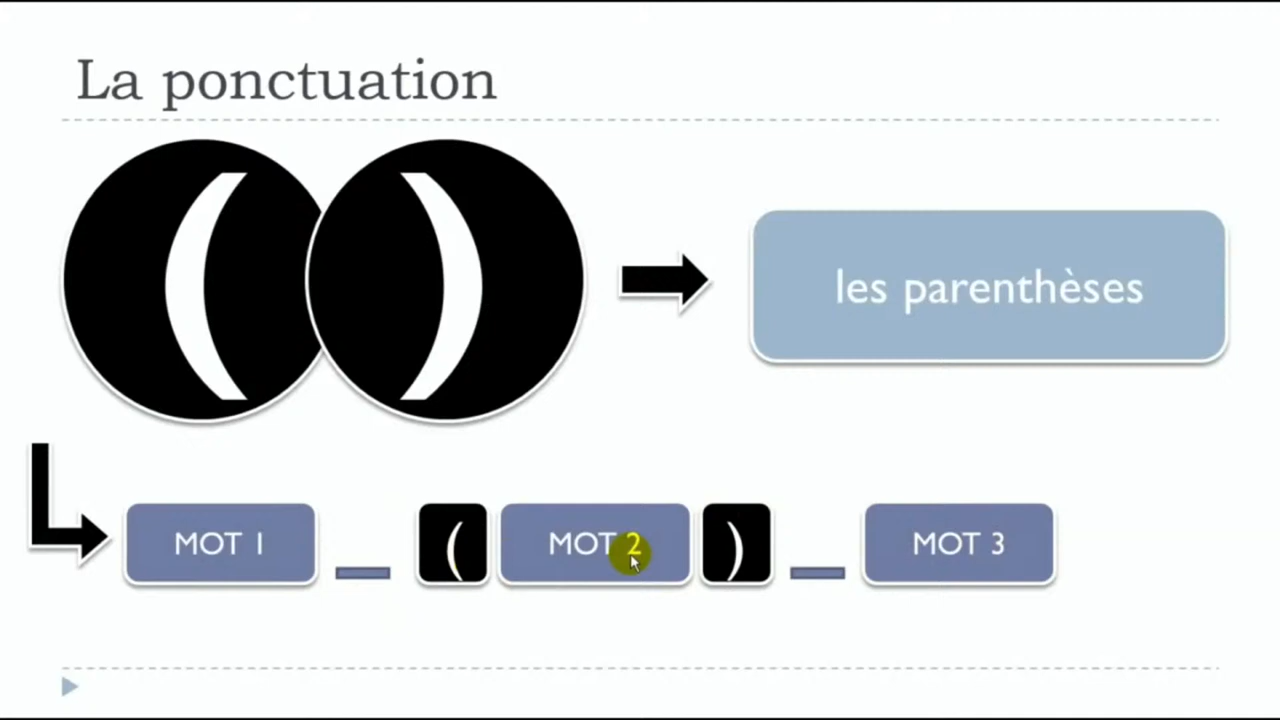 La ponctuation
( )
les parenthèses
MOT 1 _ ( MOT 2 ) _ MOT 3